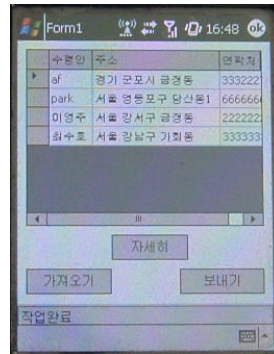 Form1 16:48 ok
수령인 주소 연락처
af 경기 군포시 금정동 3332221
park 서울 영등포구 당산동1 6666666
이영주 서울 강서구 금정동 222222
최수호 서울 강남구 가회동 333333
자세히
가져오기 보내기
작업완료